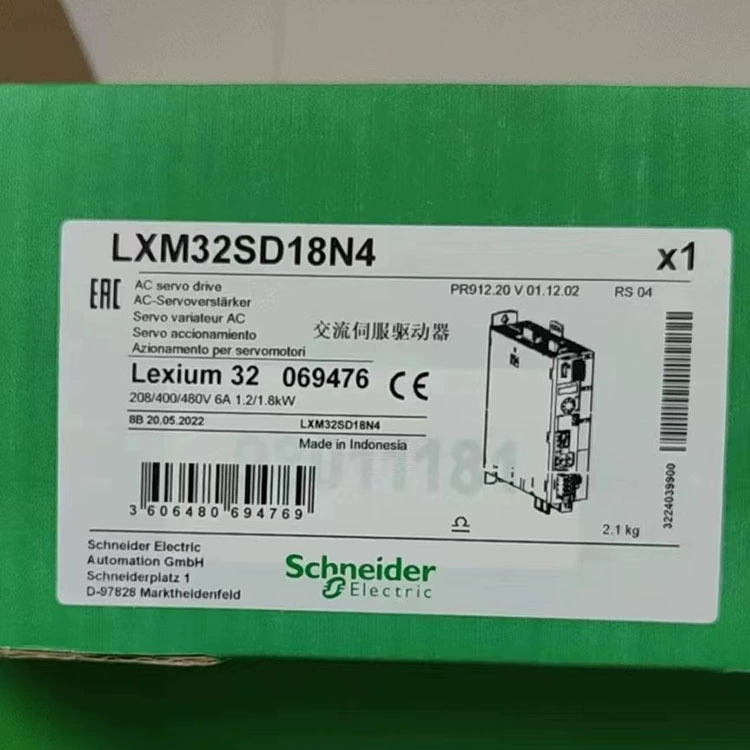 LXM32SD18N4 x1
EAC AC servo drive PR912.20 V 01.12.02 RS 04
AC-Servoverstärker
Servo variateur AC
Servo accionamiento 交流伺服驱动器
Azionamento per servomotori
Lexium 32 069476 CE
208/400/480V 6A 1.2/1.8kW
8B 20.05.2022 LXM32SD18N4
Made in Indonesia
98011181
3 606480 694769
3224039900
Ω 2.1 kg
Schneider Electric
Automation GmbH
Schneiderplatz 1
D-97828 Marktheidenfeld
Schneider
Electric